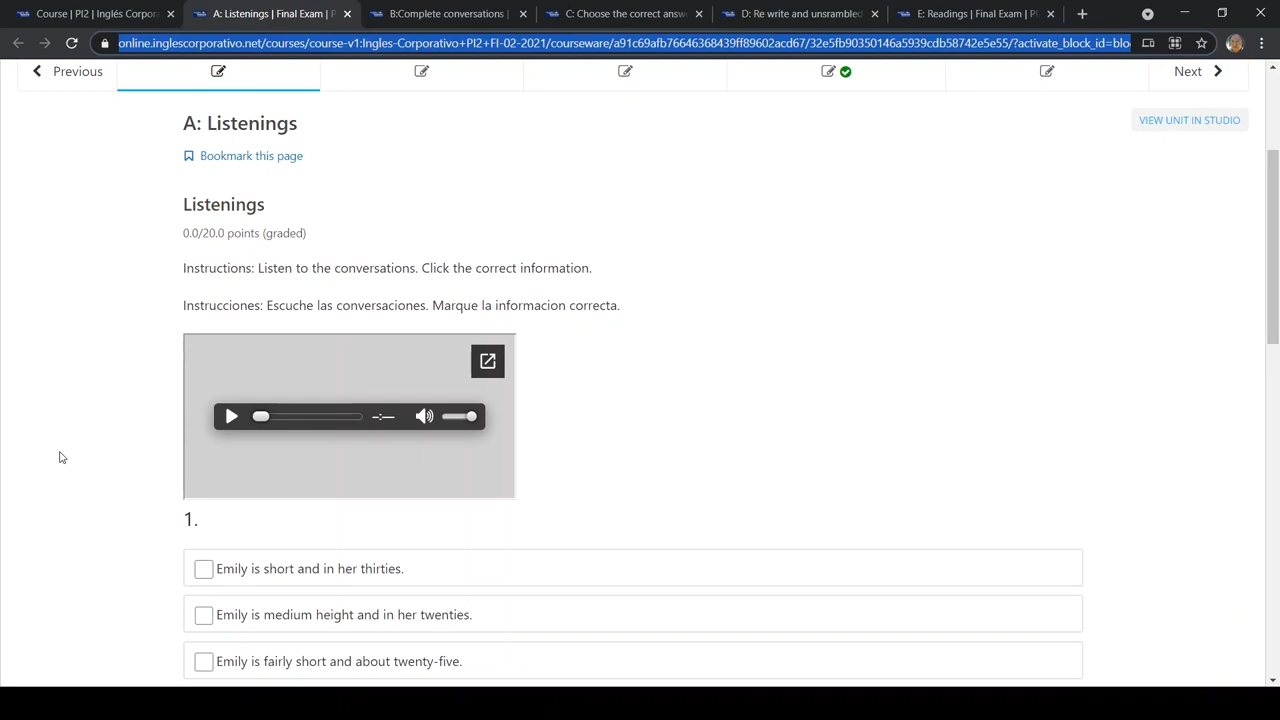 Course | PI2 | Inglés Corpora
A: Listenings | Final Exam | P
B:Complete conversations |
C: Choose the correct answe
D: Re write and unsrambled
E: Readings | Final Exam | PI
online.inglescorporativo.net/courses/course-v1:Ingles-Corporativo+PI2+FI-02-2021/courseware/a91c69afb76646368439ff89602acd67/32e5fb90350146a5939cdb58742e5e55/?activate_block_id=blo
Previous
Next
A: Listenings
VIEW UNIT IN STUDIO
Bookmark this page
Listenings
0.0/20.0 points (graded)
Instructions: Listen to the conversations. Click the correct information.
Instrucciones: Escuche las conversaciones. Marque la informacion correcta.
--:--
1.
Emily is short and in her thirties.
Emily is medium height and in her twenties.
Emily is fairly short and about twenty-five.